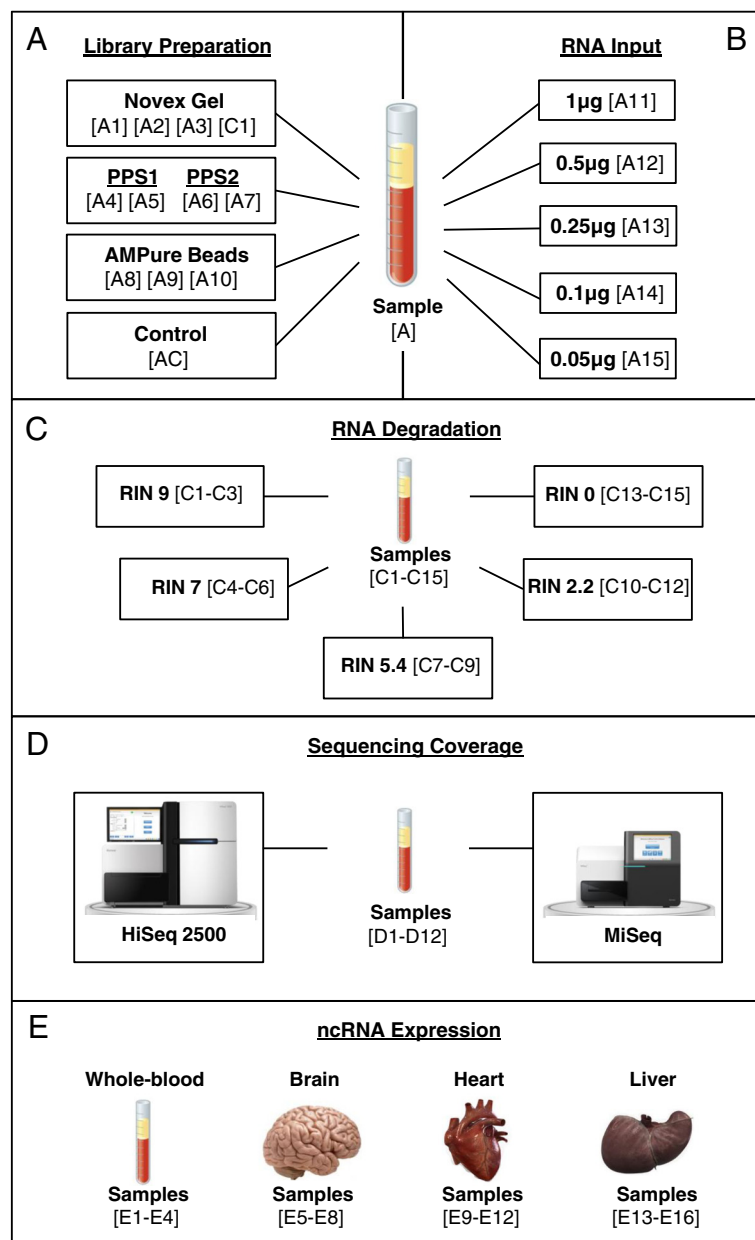 A
Library Preparation
Novex Gel
[A1] [A2] [A3] [C1]
PPS1 PPS2
[A4] [A5] [A6] [A7]
AMPure Beads
[A8] [A9] [A10]
Control
[AC]
Sample
[A]
RNA Input
B
1µg [A11]
0.5µg [A12]
0.25µg [A13]
0.1µg [A14]
0.05µg [A15]
C
RNA Degradation
RIN 9 [C1-C3]
RIN 0 [C13-C15]
Samples
[C1-C15]
RIN 7 [C4-C6]
RIN 2.2 [C10-C12]
RIN 5.4 [C7-C9]
D
Sequencing Coverage
HiSeq 2500
Samples
[D1-D12]
MiSeq
E
ncRNA Expression
Whole-blood Brain Heart Liver
Samples Samples Samples Samples
[E1-E4] [E5-E8] [E9-E12] [E13-E16]